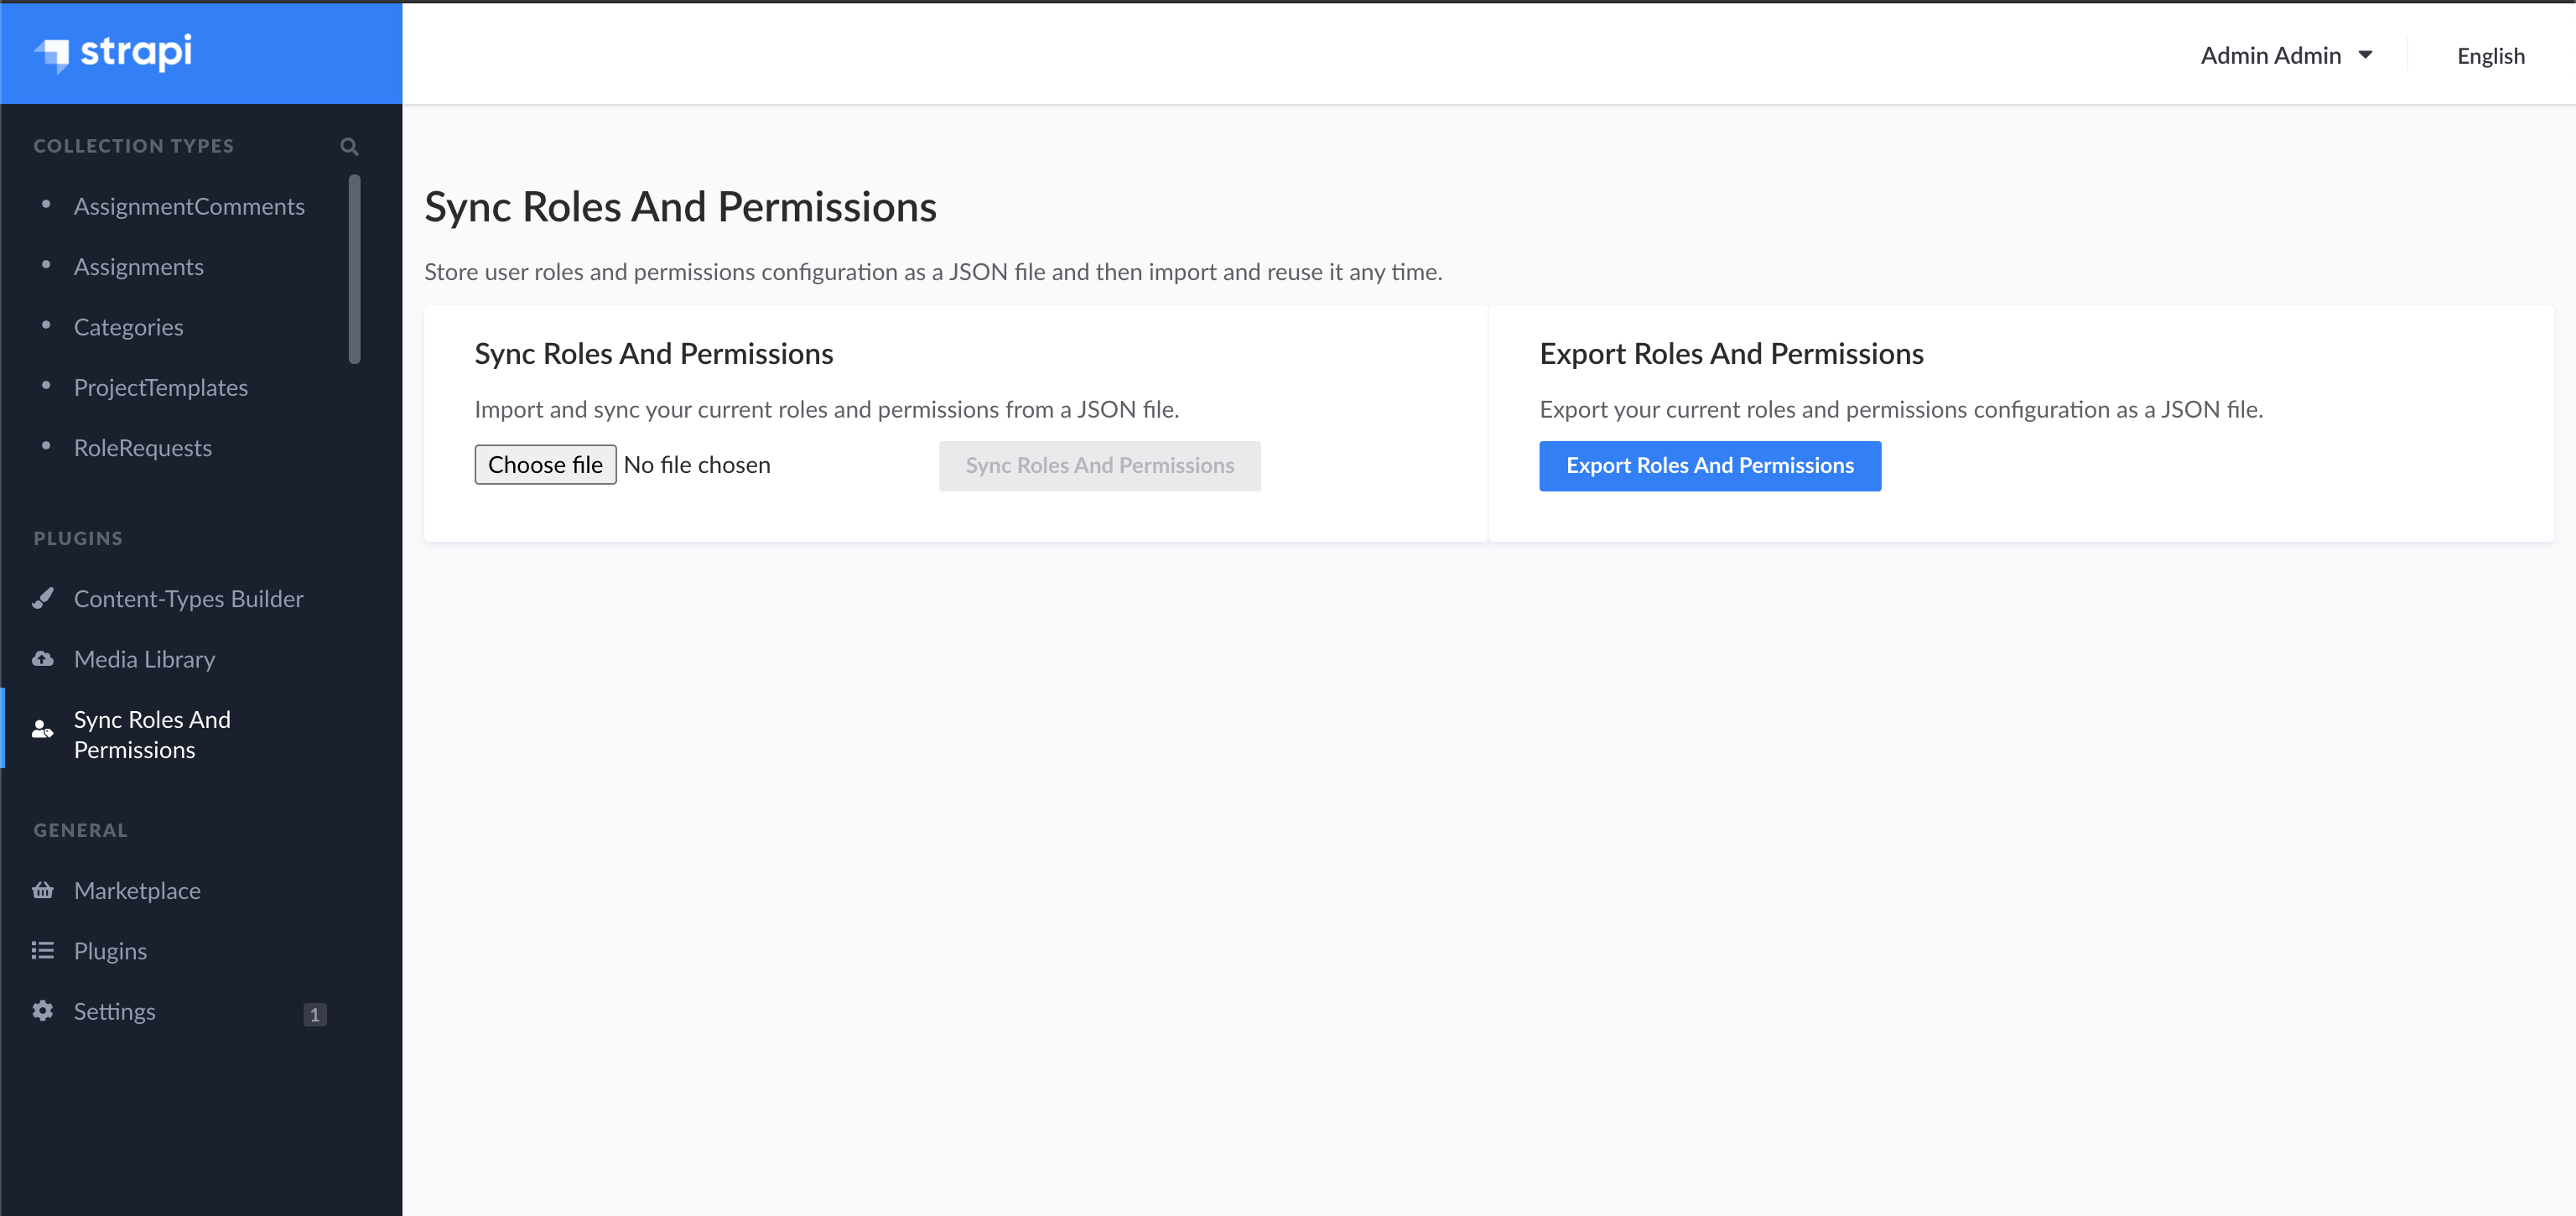 strapi
Admin Admin
English
COLLECTION TYPES
AssignmentComments
Assignments
Categories
ProjectTemplates
RoleRequests
PLUGINS
Content-Types Builder
Media Library
Sync Roles And
Permissions
GENERAL
Marketplace
Plugins
Settings
1
Sync Roles And Permissions
Store user roles and permissions configuration as a JSON file and then import and reuse it any time.
Sync Roles And Permissions
Import and sync your current roles and permissions from a JSON file.
Choose file No file chosen
Sync Roles And Permissions
Export Roles And Permissions
Export your current roles and permissions configuration as a JSON file.
Export Roles And Permissions